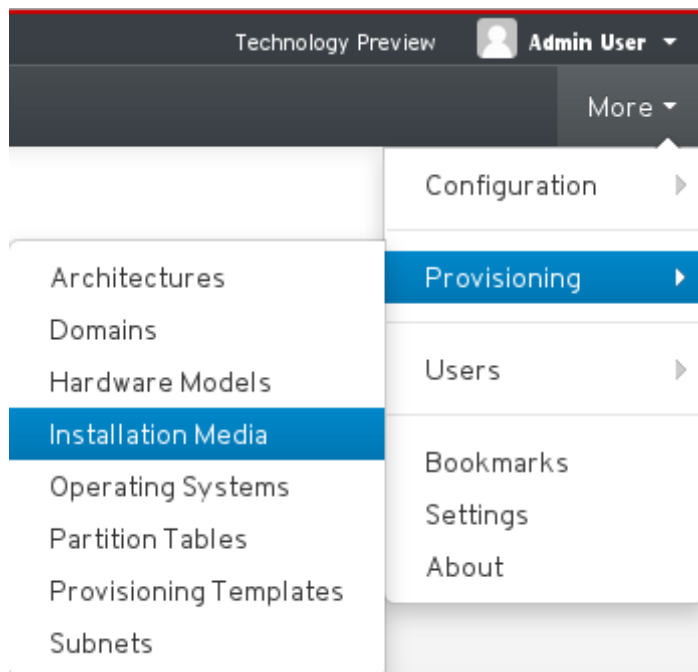 Technology Preview
Admin User
More
Configuration
Provisioning
Users
Bookmarks
Settings
About
Architectures
Domains
Hardware Models
Installation Media
Operating Systems
Partition Tables
Provisioning Templates
Subnets